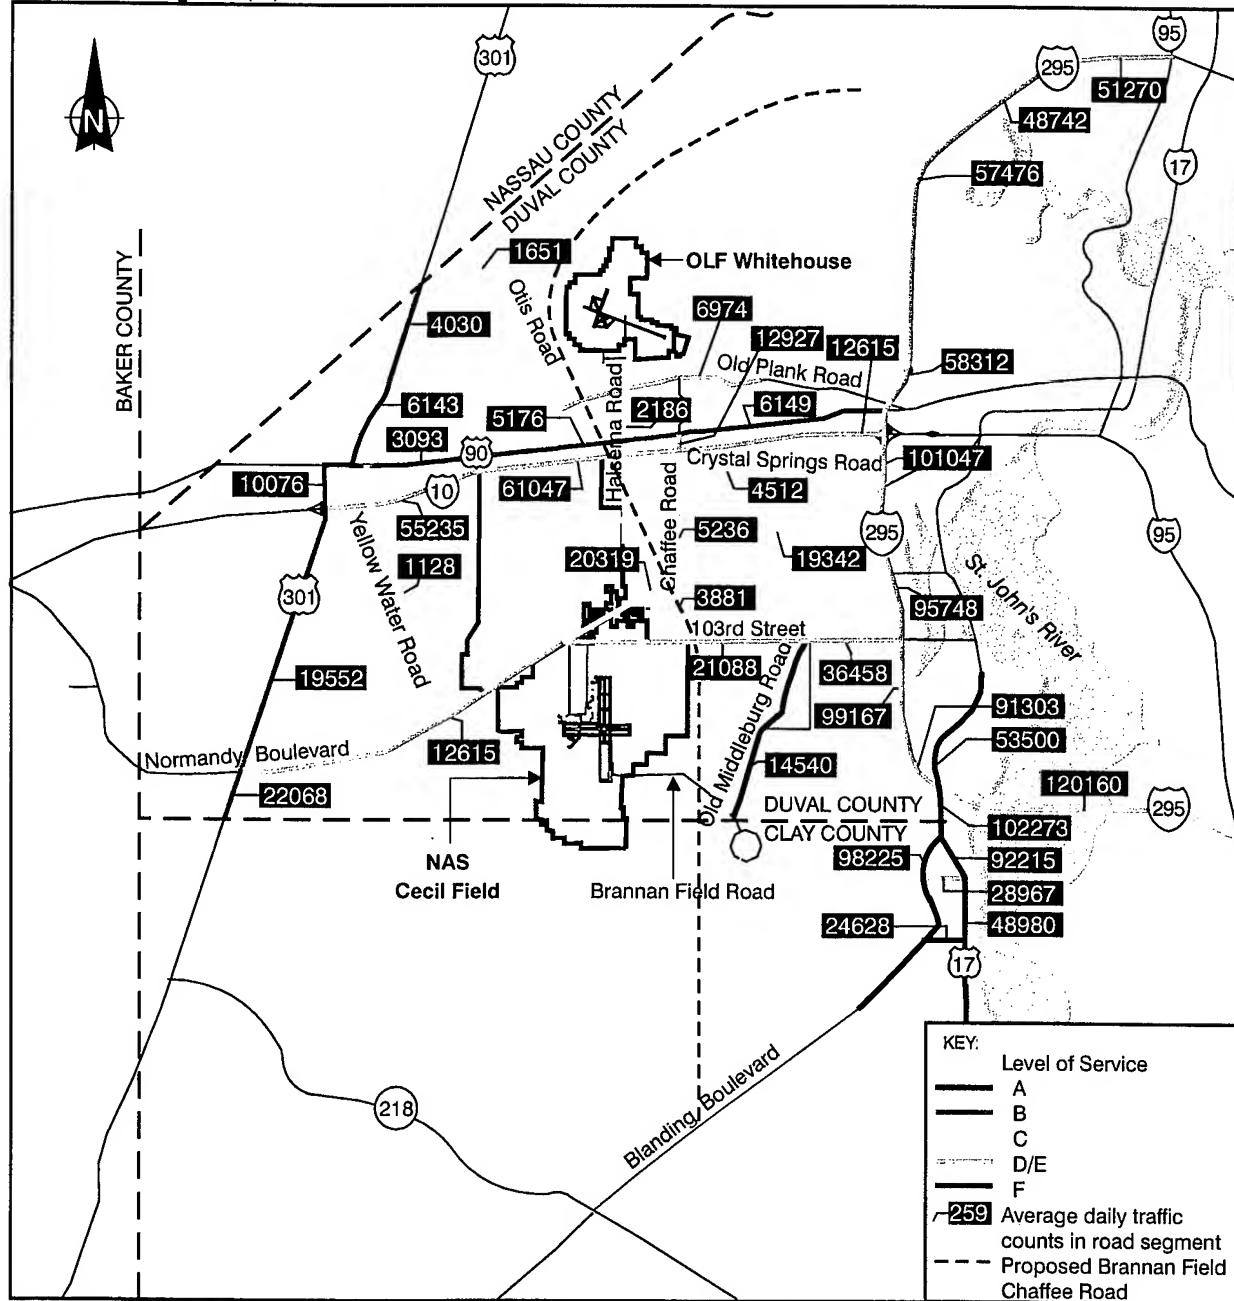 95
301
295
51270
48742
N
17
NASSAU COUNTY
DUVAL COUNTY
57476
BAKER COUNTY
1651
OLF Whitehouse
Otis Road
6974
4030
12927
12615
Old Plank Road
58312
6143
5176
Halsema Road
2186
6149
3093
90
Crystal Springs Road
101047
10076
10
61047
4512
55235
Chaffee Road
5236
295
95
Yellow Water Road
1128
20319
19342
St. John's River
301
3881
95748
103rd Street
21088
36458
19552
Old Middleburg Road
99167
91303
Normandy Boulevard
12615
53500
14540
120160
22068
DUVAL COUNTY
295
CLAY COUNTY
102273
NAS
Cecil Field
Brannan Field Road
98225
92215
28967
24628
48980
17
218
Blanding Boulevard
KEY:
Level of Service
A
B
C
D/E
F
259 Average daily traffic
counts in road segment
Proposed Brannan Field
Chaffee Road